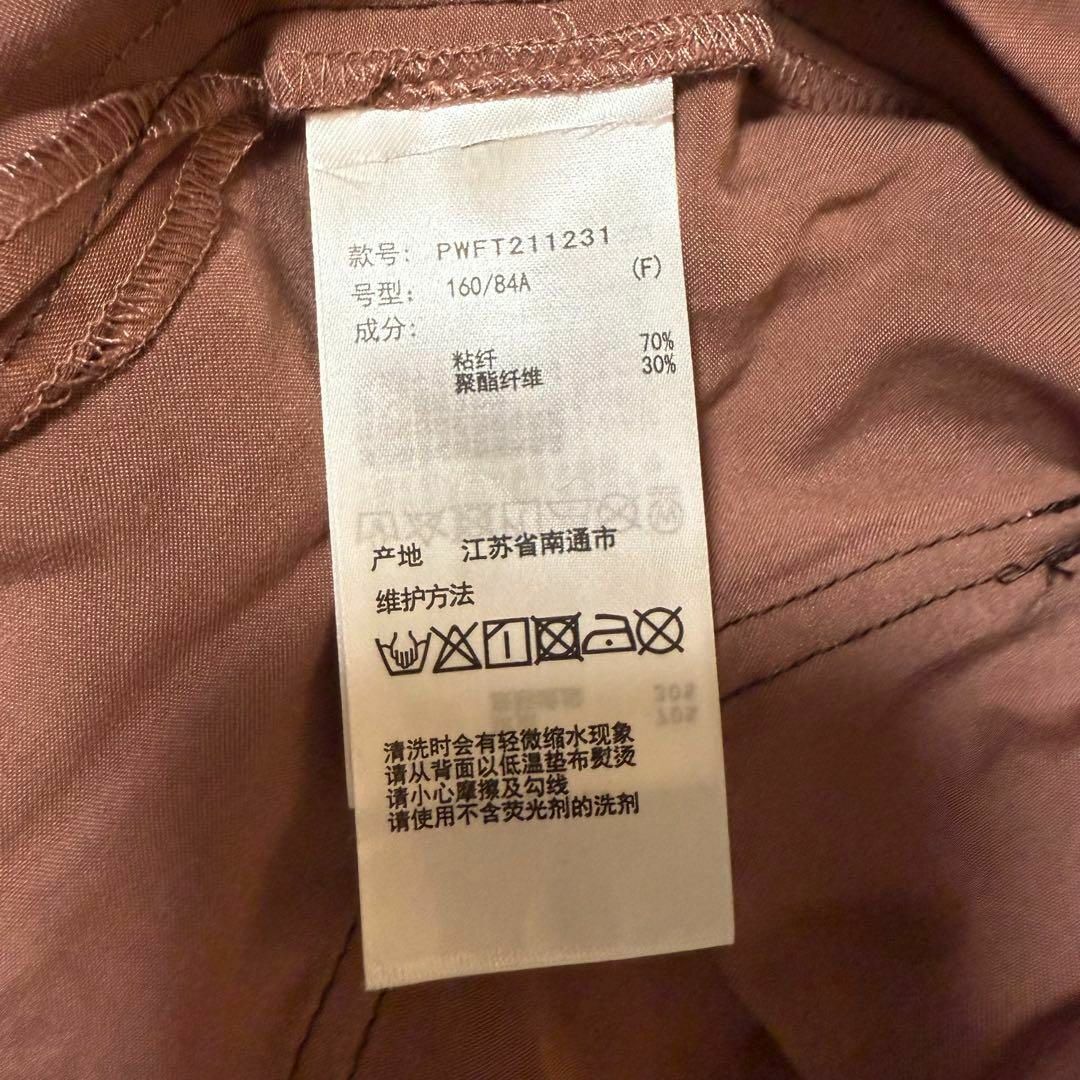 款号: PWFT211231
号型: 160/84A (F)
成分:
粘纤 70%
聚酯纤维 30%
产地 江苏省南通市
维护方法
清洗时会有轻微缩水现象
请从背面以低温垫布熨烫
请小心摩擦及勾线
请使用不含荧光剂的洗剂